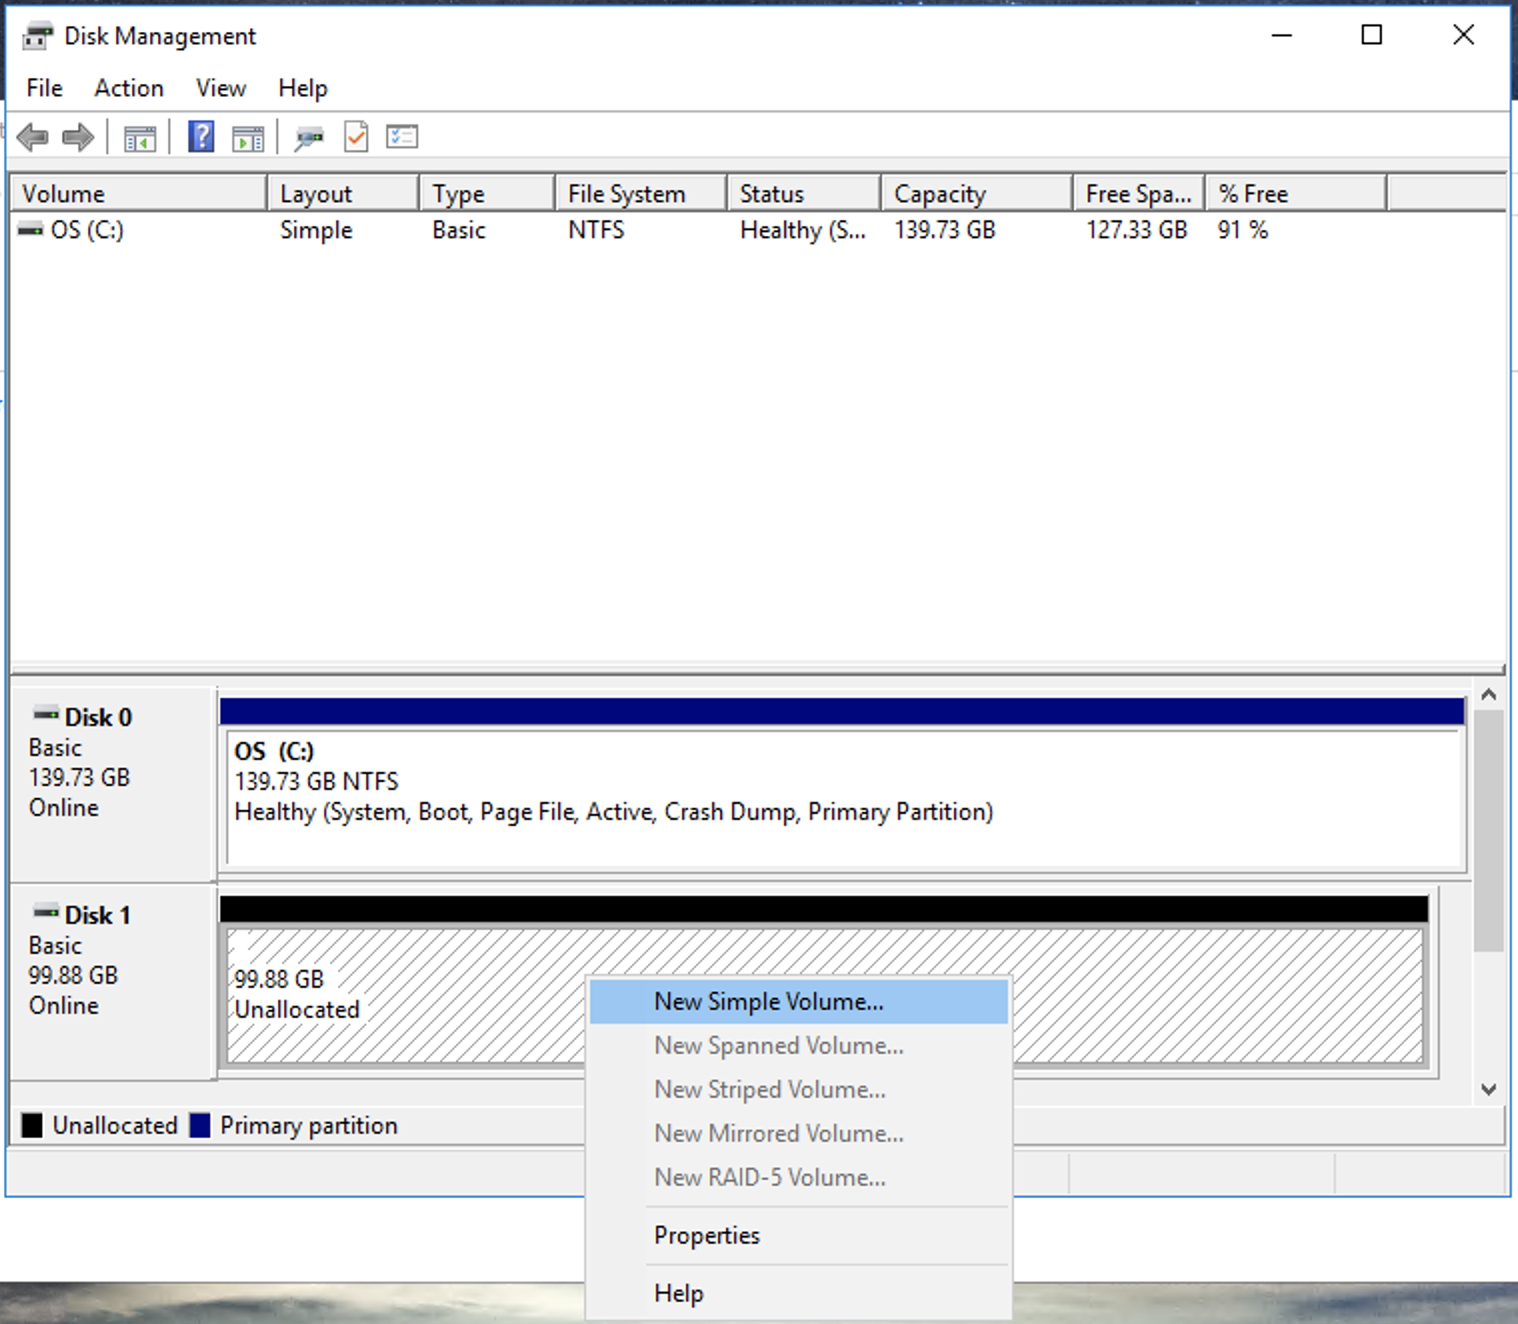 Disk Management
File Action View Help
Volume Layout Type File System Status Capacity Free Spa... % Free
OS (C:) Simple Basic NTFS Healthy (S... 139.73 GB 127.33 GB 91 %
Disk 0
Basic
139.73 GB
Online
OS (C:)
139.73 GB NTFS
Healthy (System, Boot, Page File, Active, Crash Dump, Primary Partition)
Disk 1
Basic
99.88 GB
Online
99.88 GB
Unallocated
New Simple Volume...
New Spanned Volume...
New Striped Volume...
New Mirrored Volume...
New RAID-5 Volume...
Properties
Help
Unallocated Primary partition